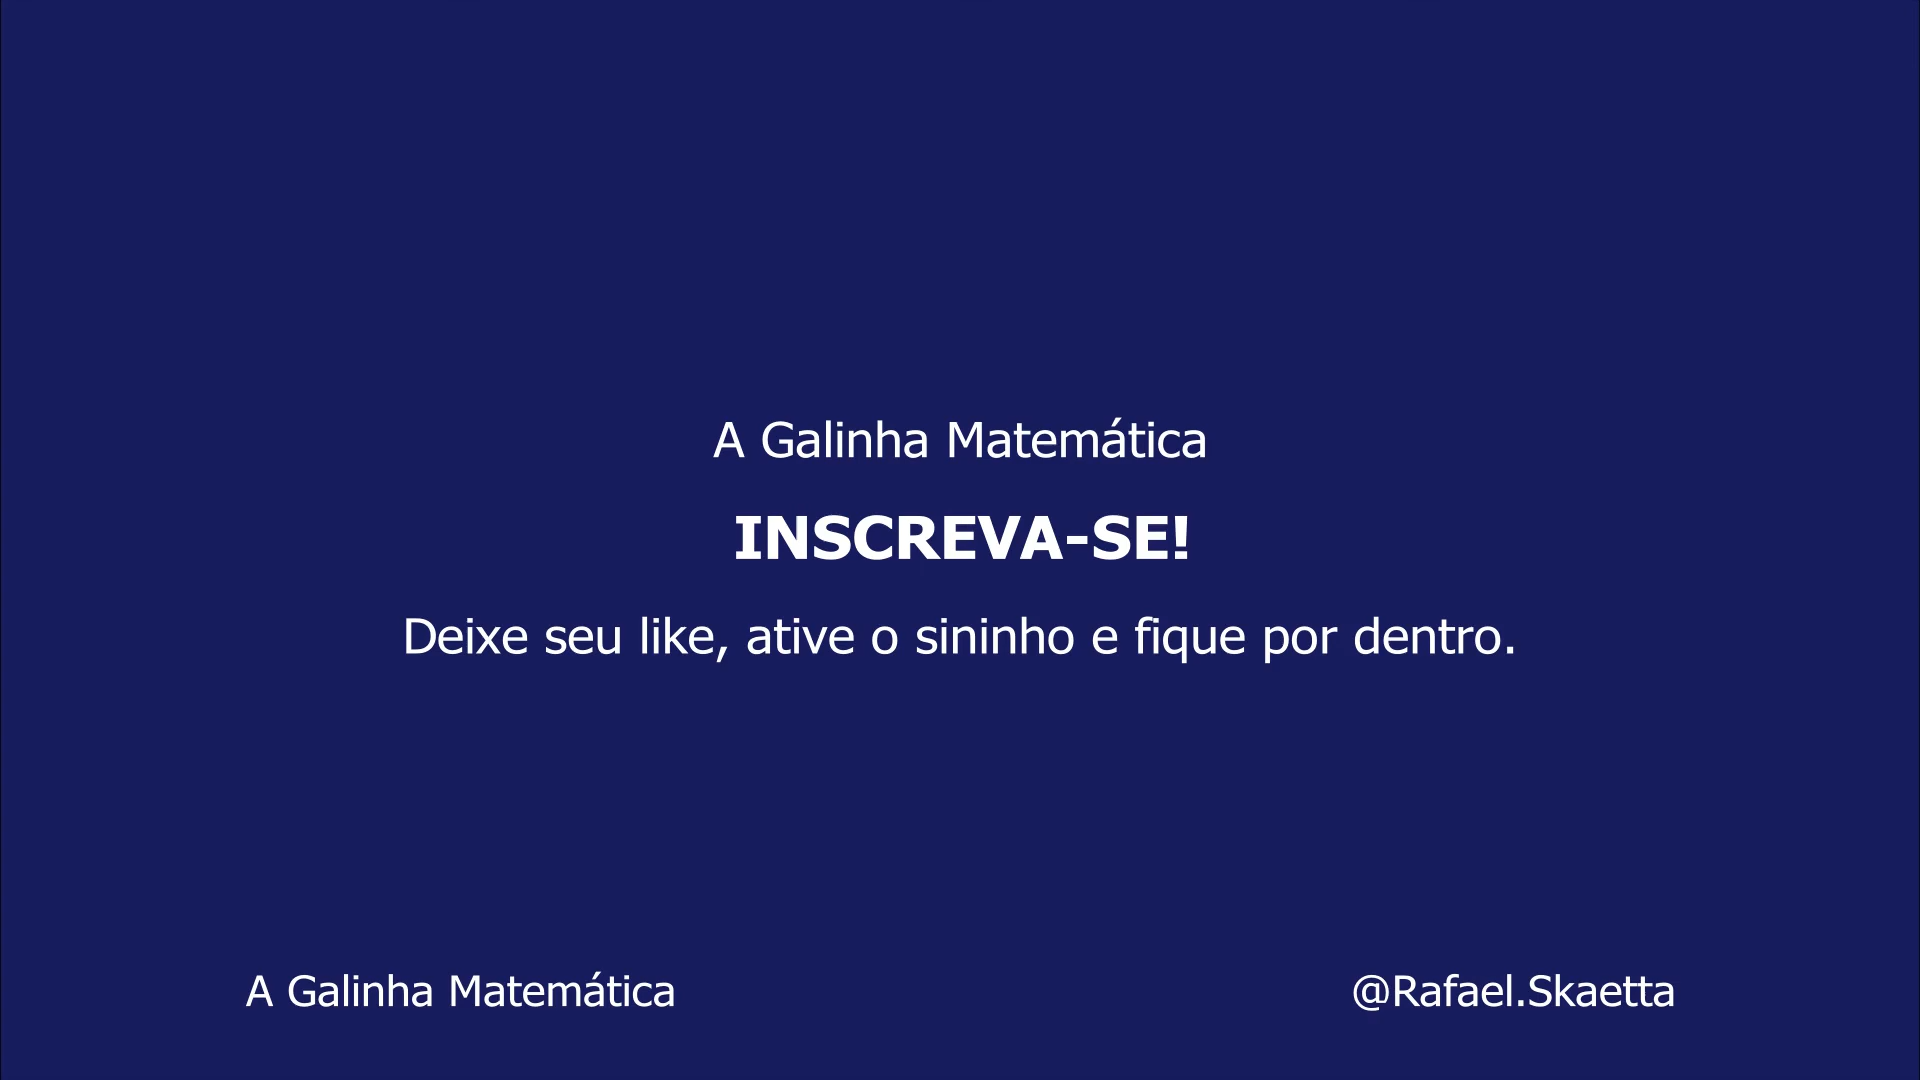 A Galinha Matemática
INSCREVA-SE!
Deixe seu like, ative o sininho e fique por dentro.
A Galinha Matemática
@Rafael.Skaetta